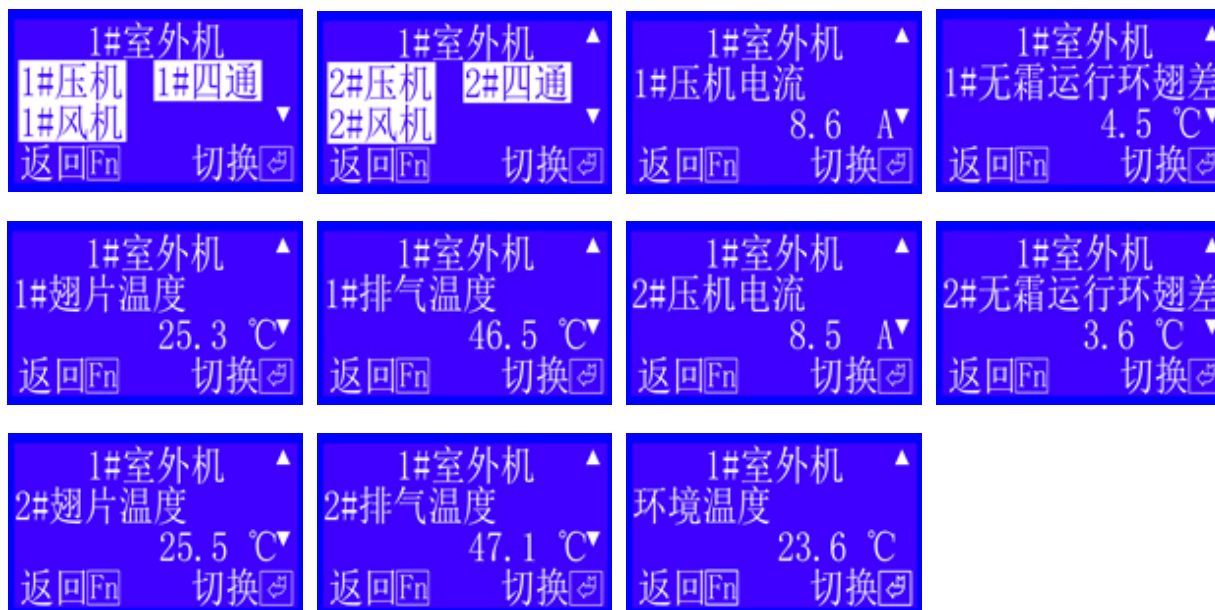 1#室外机
1#压机 1#四通
1#风机
返回Fn 切换
1#室外机
2#压机 2#四通
2#风机
返回Fn 切换
1#室外机
1#压机电流
8.6 A
返回Fn 切换
1#室外机
1#无霜运行环翅差
4.5 ℃
返回Fn 切换
1#室外机
1#翅片温度
25.3 ℃
返回Fn 切换
1#室外机
1#排气温度
46.5 ℃
返回Fn 切换
1#室外机
2#压机电流
8.5 A
返回Fn 切换
1#室外机
2#无霜运行环翅差
3.6 ℃
返回Fn 切换
1#室外机
2#翅片温度
25.5 ℃
返回Fn 切换
1#室外机
2#排气温度
47.1 ℃
返回Fn 切换
1#室外机
环境温度
23.6 ℃
返回Fn 切换